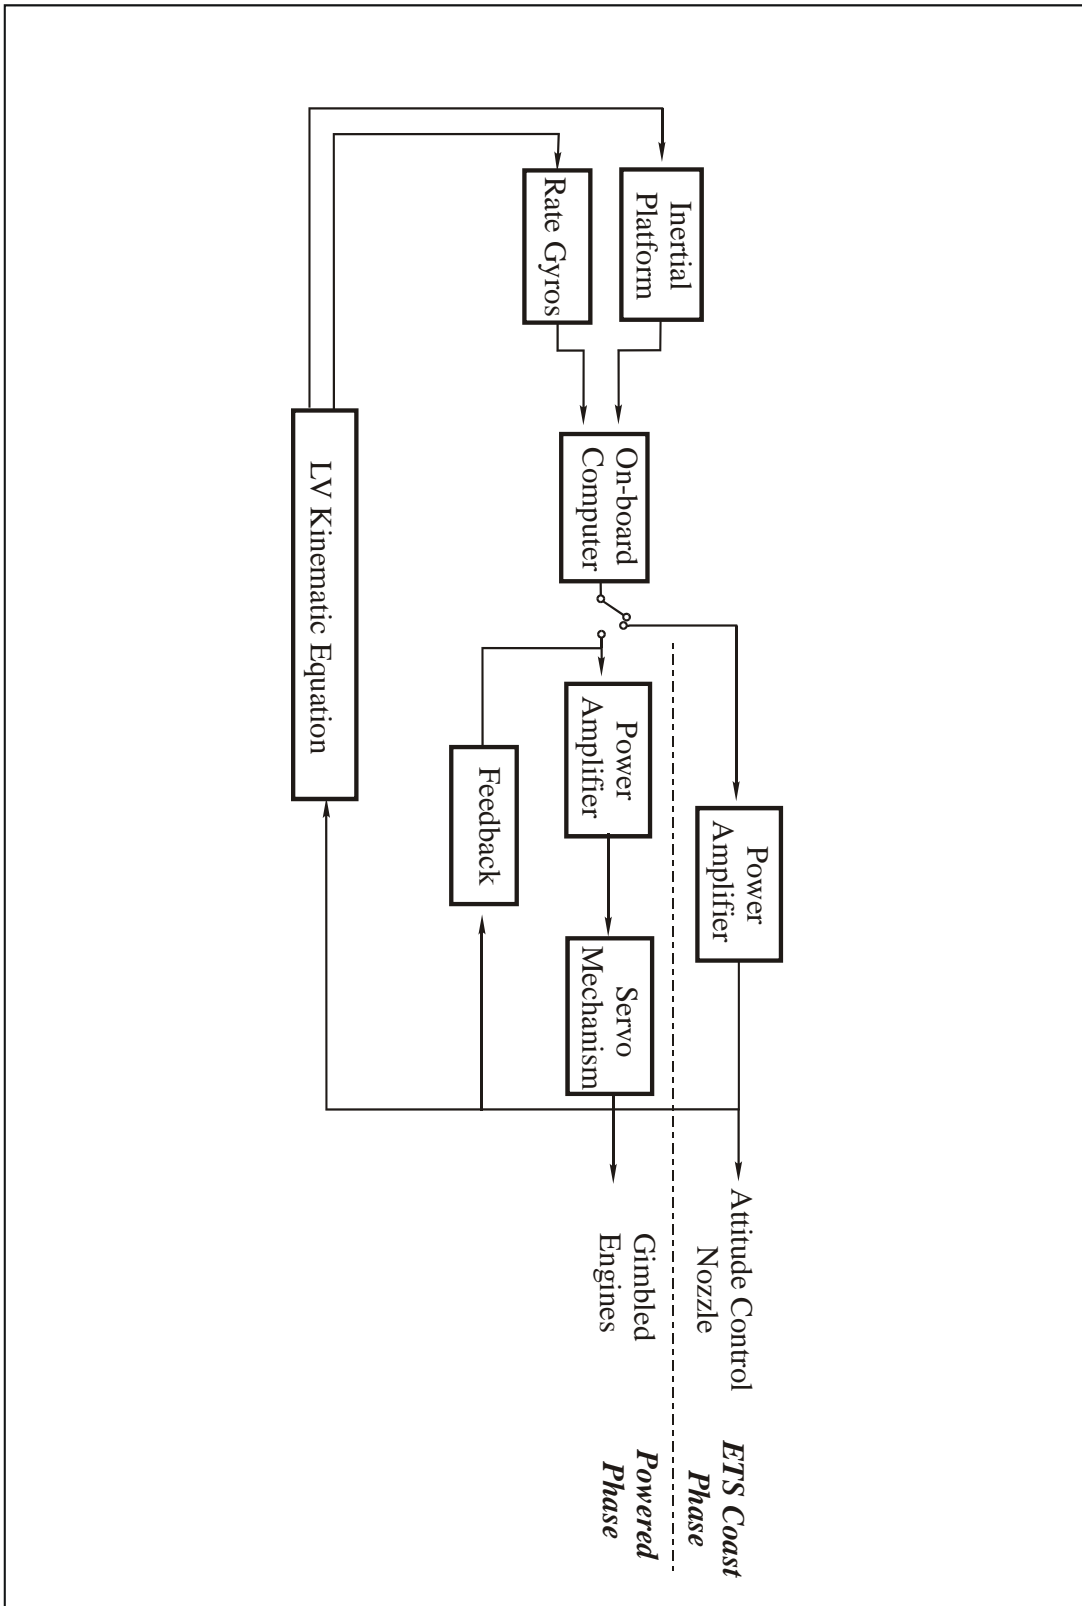 Inertial
Platform
Rate Gyros
On-board
Computer
Power
Amplifier
Attitude Control
Nozzle
ETS Coast
Phase
Power
Amplifier
Servo
Mechanism
Gimbled
Engines
Powered
Phase
Feedback
LV Kinematic Equation